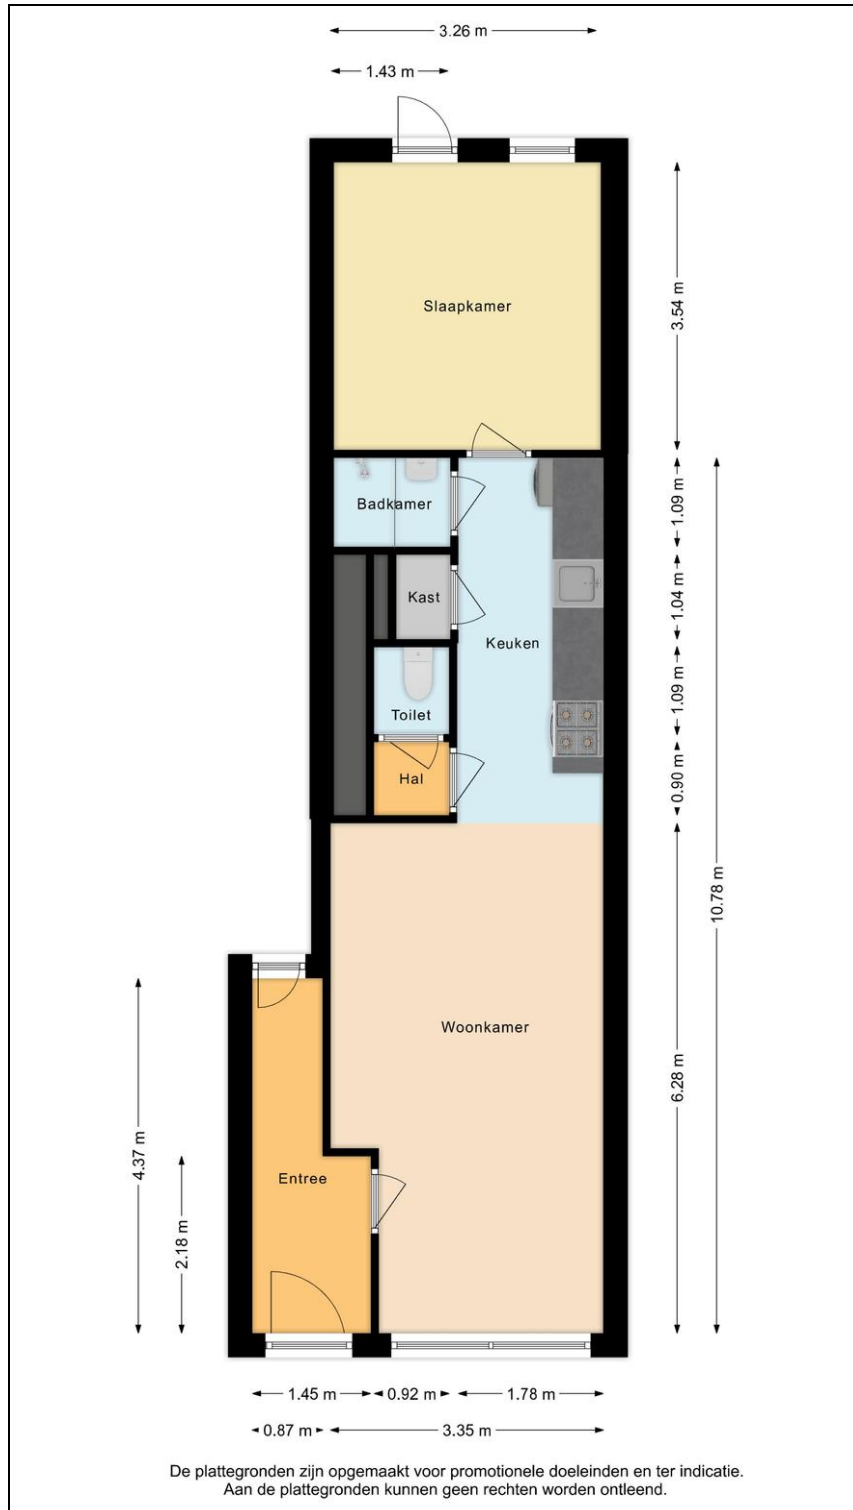 3.26 m
1.43 m
Slaapkamer
3.54 m
Badkamer
1.09 m
Kast
1.04 m
Keuken
1.09 m
Toilet
Hal
0.90 m
10.78 m
Woonkamer
6.28 m
4.37 m
Entree
2.18 m
1.45 m
0.92 m
1.78 m
0.87 m
3.35 m
De plattegronden zijn opgemaakt voor promotionele doeleinden en ter indicatie.
Aan de plattegronden kunnen geen rechten worden ontleend.